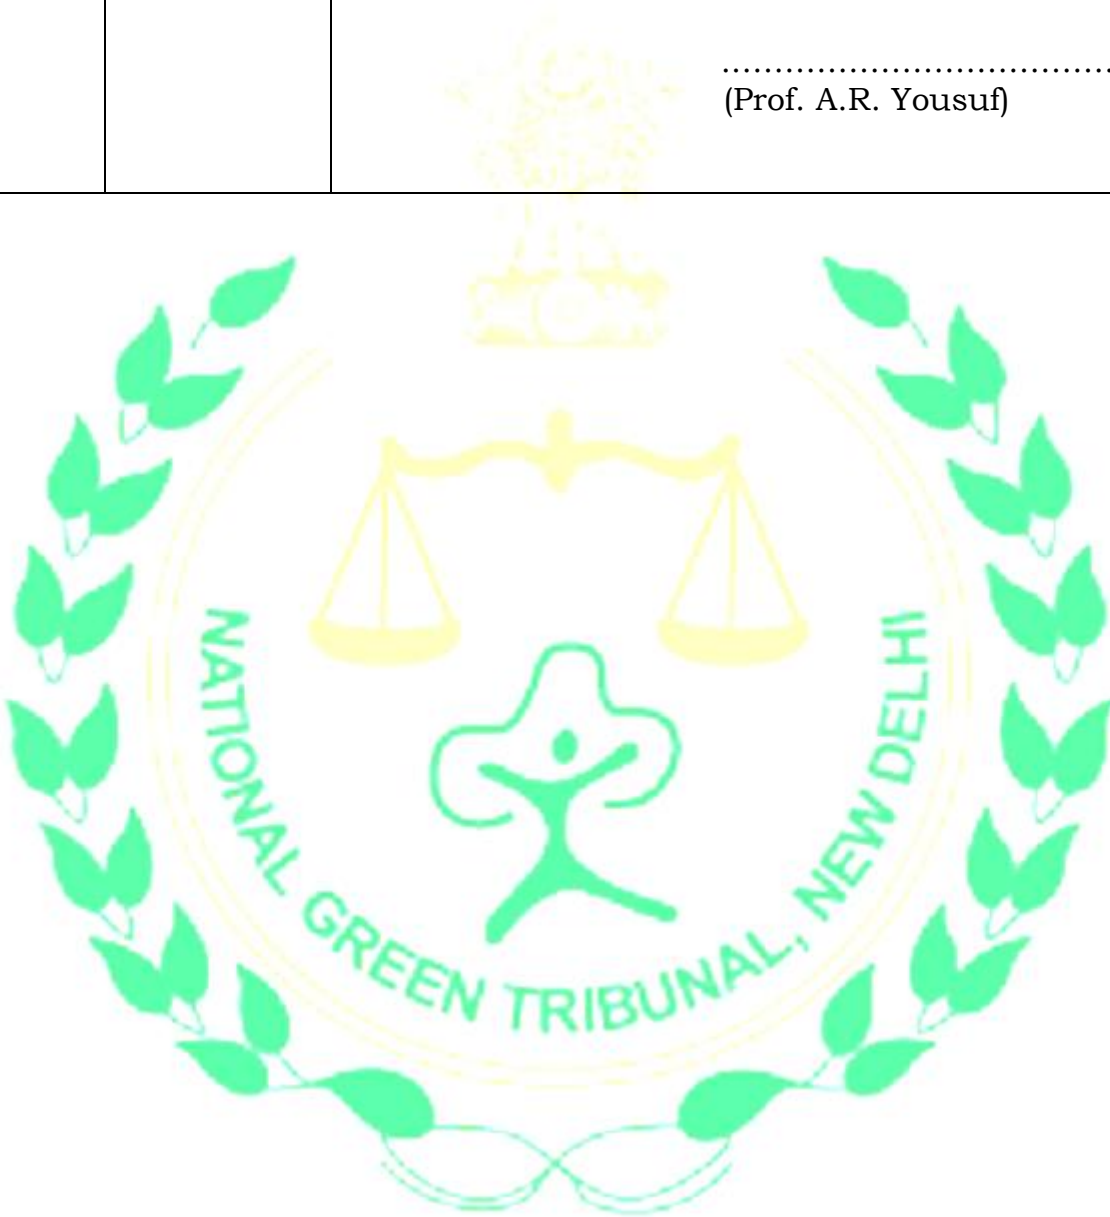 .....................................
(Prof. A.R. Yousuf)
NATIONAL GREEN TRIBUNAL, NEW DELHI